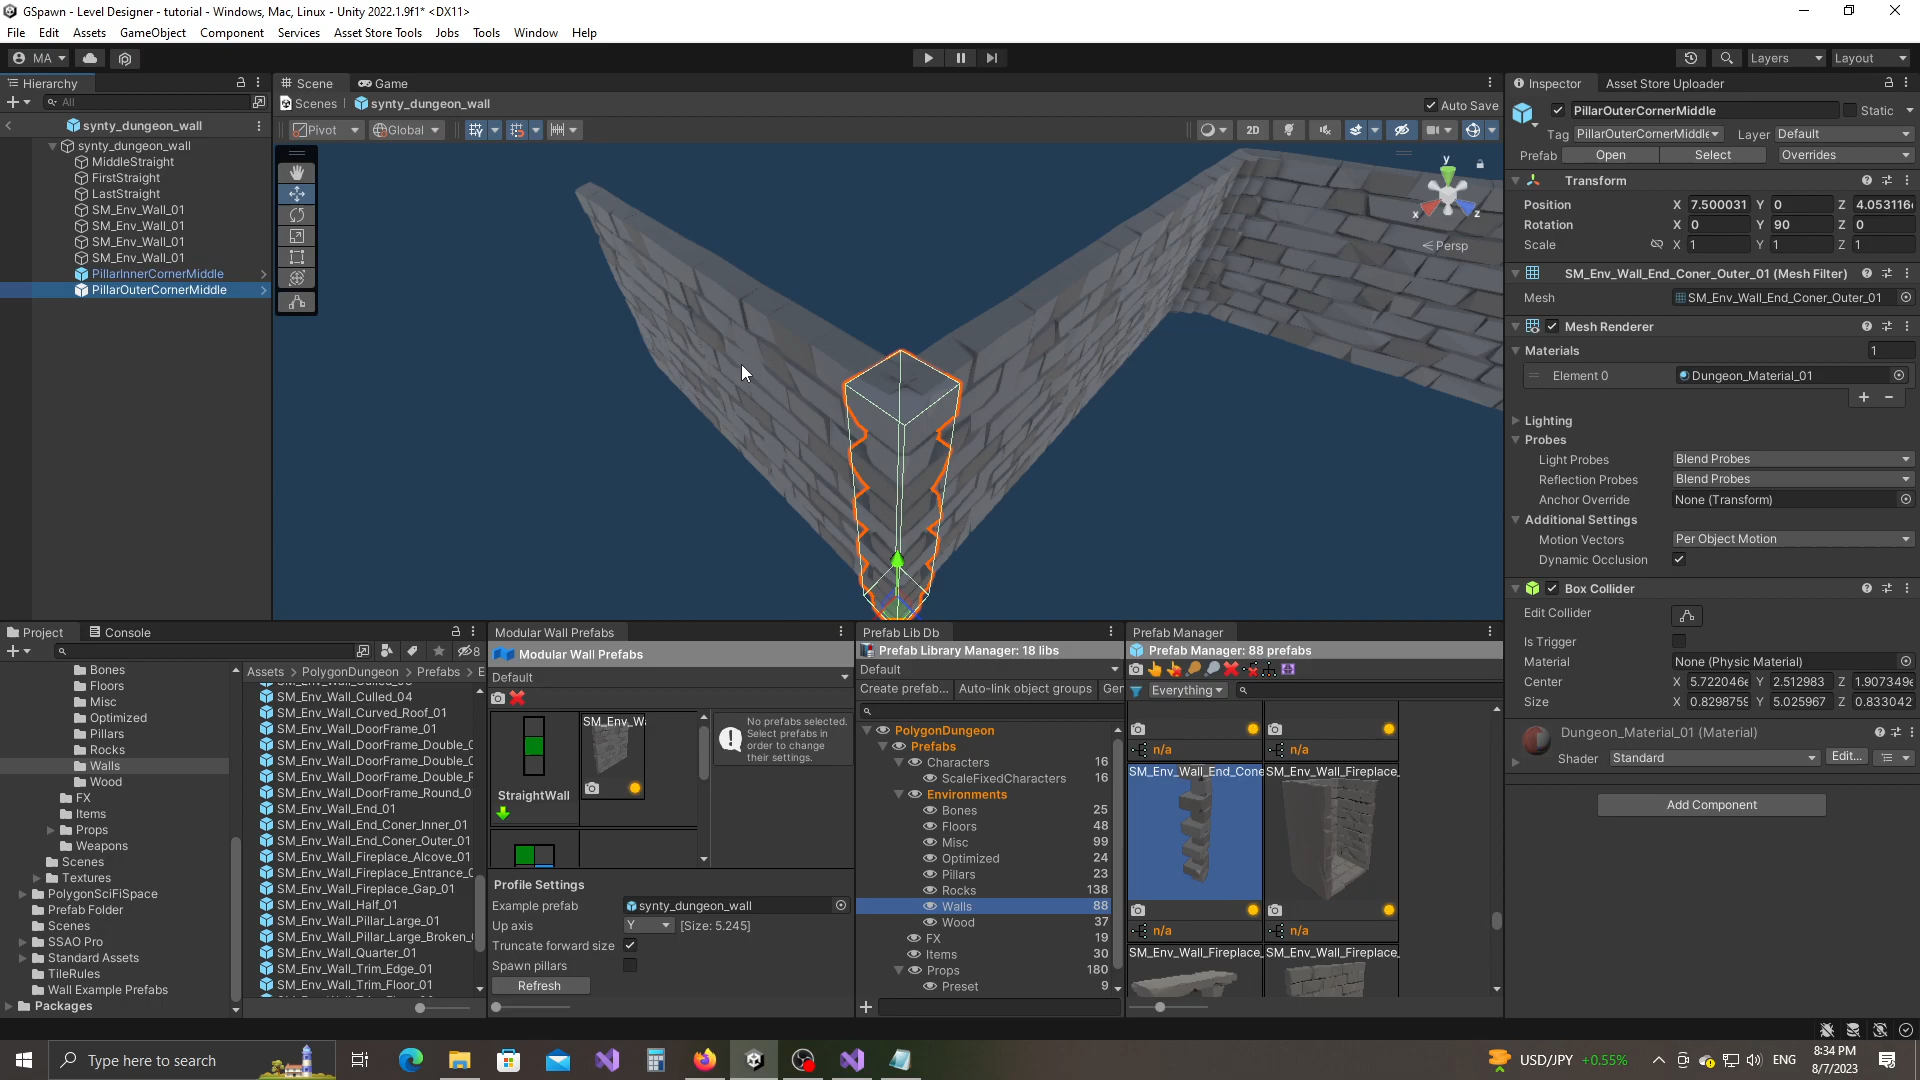 GSpawn - Level Designer - tutorial - Windows, Mac, Linux - Unity 2022.1.9f1* <DX11>
File Edit Assets GameObject Component Services Asset Store Tools Jobs Tools Window Help
MA
Layers Layout
Hierarchy
All
synty_dungeon_wall
synty_dungeon_wall
MiddleStraight
FirstStraight
LastStraight
SM_Env_Wall_01
SM_Env_Wall_01
SM_Env_Wall_01
SM_Env_Wall_01
PillarInnerCornerMiddle
PillarOuterCornerMiddle
Scene Game
Scenes synty_dungeon_wall Auto Save
Pivot Global 2D
y
x z
Persp
Inspector Asset Store Uploader
PillarOuterCornerMiddle Static
Tag PillarOuterCornerMiddle Layer Default
Prefab Open Select Overrides
Transform
Position X 7.500031 Y 0 Z 4.053116
Rotation X 0 Y 90 Z 0
Scale X 1 Y 1 Z 1
SM_Env_Wall_End_Coner_Outer_01 (Mesh Filter)
Mesh SM_Env_Wall_End_Coner_Outer_01
Mesh Renderer
Materials 1
Element 0 Dungeon_Material_01
Lighting
Probes
Light Probes Blend Probes
Reflection Probes Blend Probes
Anchor Override None (Transform)
Additional Settings
Motion Vectors Per Object Motion
Dynamic Occlusion
Box Collider
Edit Collider
Is Trigger
Material None (Physic Material)
Center X 5.722046e Y 2.512983 Z 1.907349e
Size X 0.8298759 Y 5.025967 Z 0.833042
Dungeon_Material_01 (Material)
Shader Standard Edit...
Add Component
Project Console
8
Bones
Floors
Misc
Optimized
Pillars
Rocks
Walls
Wood
FX
Items
Props
Weapons
Scenes
Textures
PolygonSciFiSpace
Prefab Folder
Scenes
SSAO Pro
Standard Assets
TileRules
Wall Example Prefabs
Packages
Assets PolygonDungeon Prefabs E
SM_Env_Wall_Culled_04
SM_Env_Wall_Curved_Roof_01
SM_Env_Wall_DoorFrame_01
SM_Env_Wall_DoorFrame_Double_0
SM_Env_Wall_DoorFrame_Double_0
SM_Env_Wall_DoorFrame_Double_R
SM_Env_Wall_DoorFrame_Round_0
SM_Env_Wall_End_01
SM_Env_Wall_End_Coner_Inner_01
SM_Env_Wall_End_Coner_Outer_01
SM_Env_Wall_Fireplace_Alcove_01
SM_Env_Wall_Fireplace_Entrance_0
SM_Env_Wall_Fireplace_Gap_01
SM_Env_Wall_Half_01
SM_Env_Wall_Pillar_Large_01
SM_Env_Wall_Pillar_Large_Broken_
SM_Env_Wall_Quarter_01
SM_Env_Wall_Trim_Edge_01
SM_Env_Wall_Trim_Floor_01
Modular Wall Prefabs
Modular Wall Prefabs
Default
StraightWall
SM_Env_Wa
No prefabs selected.
Select prefabs in
order to change
their settings.
Profile Settings
Example prefab synty_dungeon_wall
Up axis Y [Size: 5.245]
Truncate forward size
Spawn pillars
Refresh
Prefab Lib Db
Prefab Library Manager: 18 libs
Default
Create prefab... Auto-link object groups Ger
PolygonDungeon
Prefabs
Characters 16
ScaleFixedCharacters 16
Environments
Bones 25
Floors 48
Misc 99
Optimized 24
Pillars 23
Rocks 138
Walls 88
Wood 37
FX 19
Items 30
Props 180
Preset 9
Prefab Manager
Prefab Manager: 88 prefabs
Everything
n/a n/a
SM_Env_Wall_End_Cone SM_Env_Wall_Fireplace_
n/a n/a
SM_Env_Wall_Fireplace_ SM_Env_Wall_Fireplace_
Type here to search
USD/JPY +0.55%
ENG
8:34 PM
8/7/2023